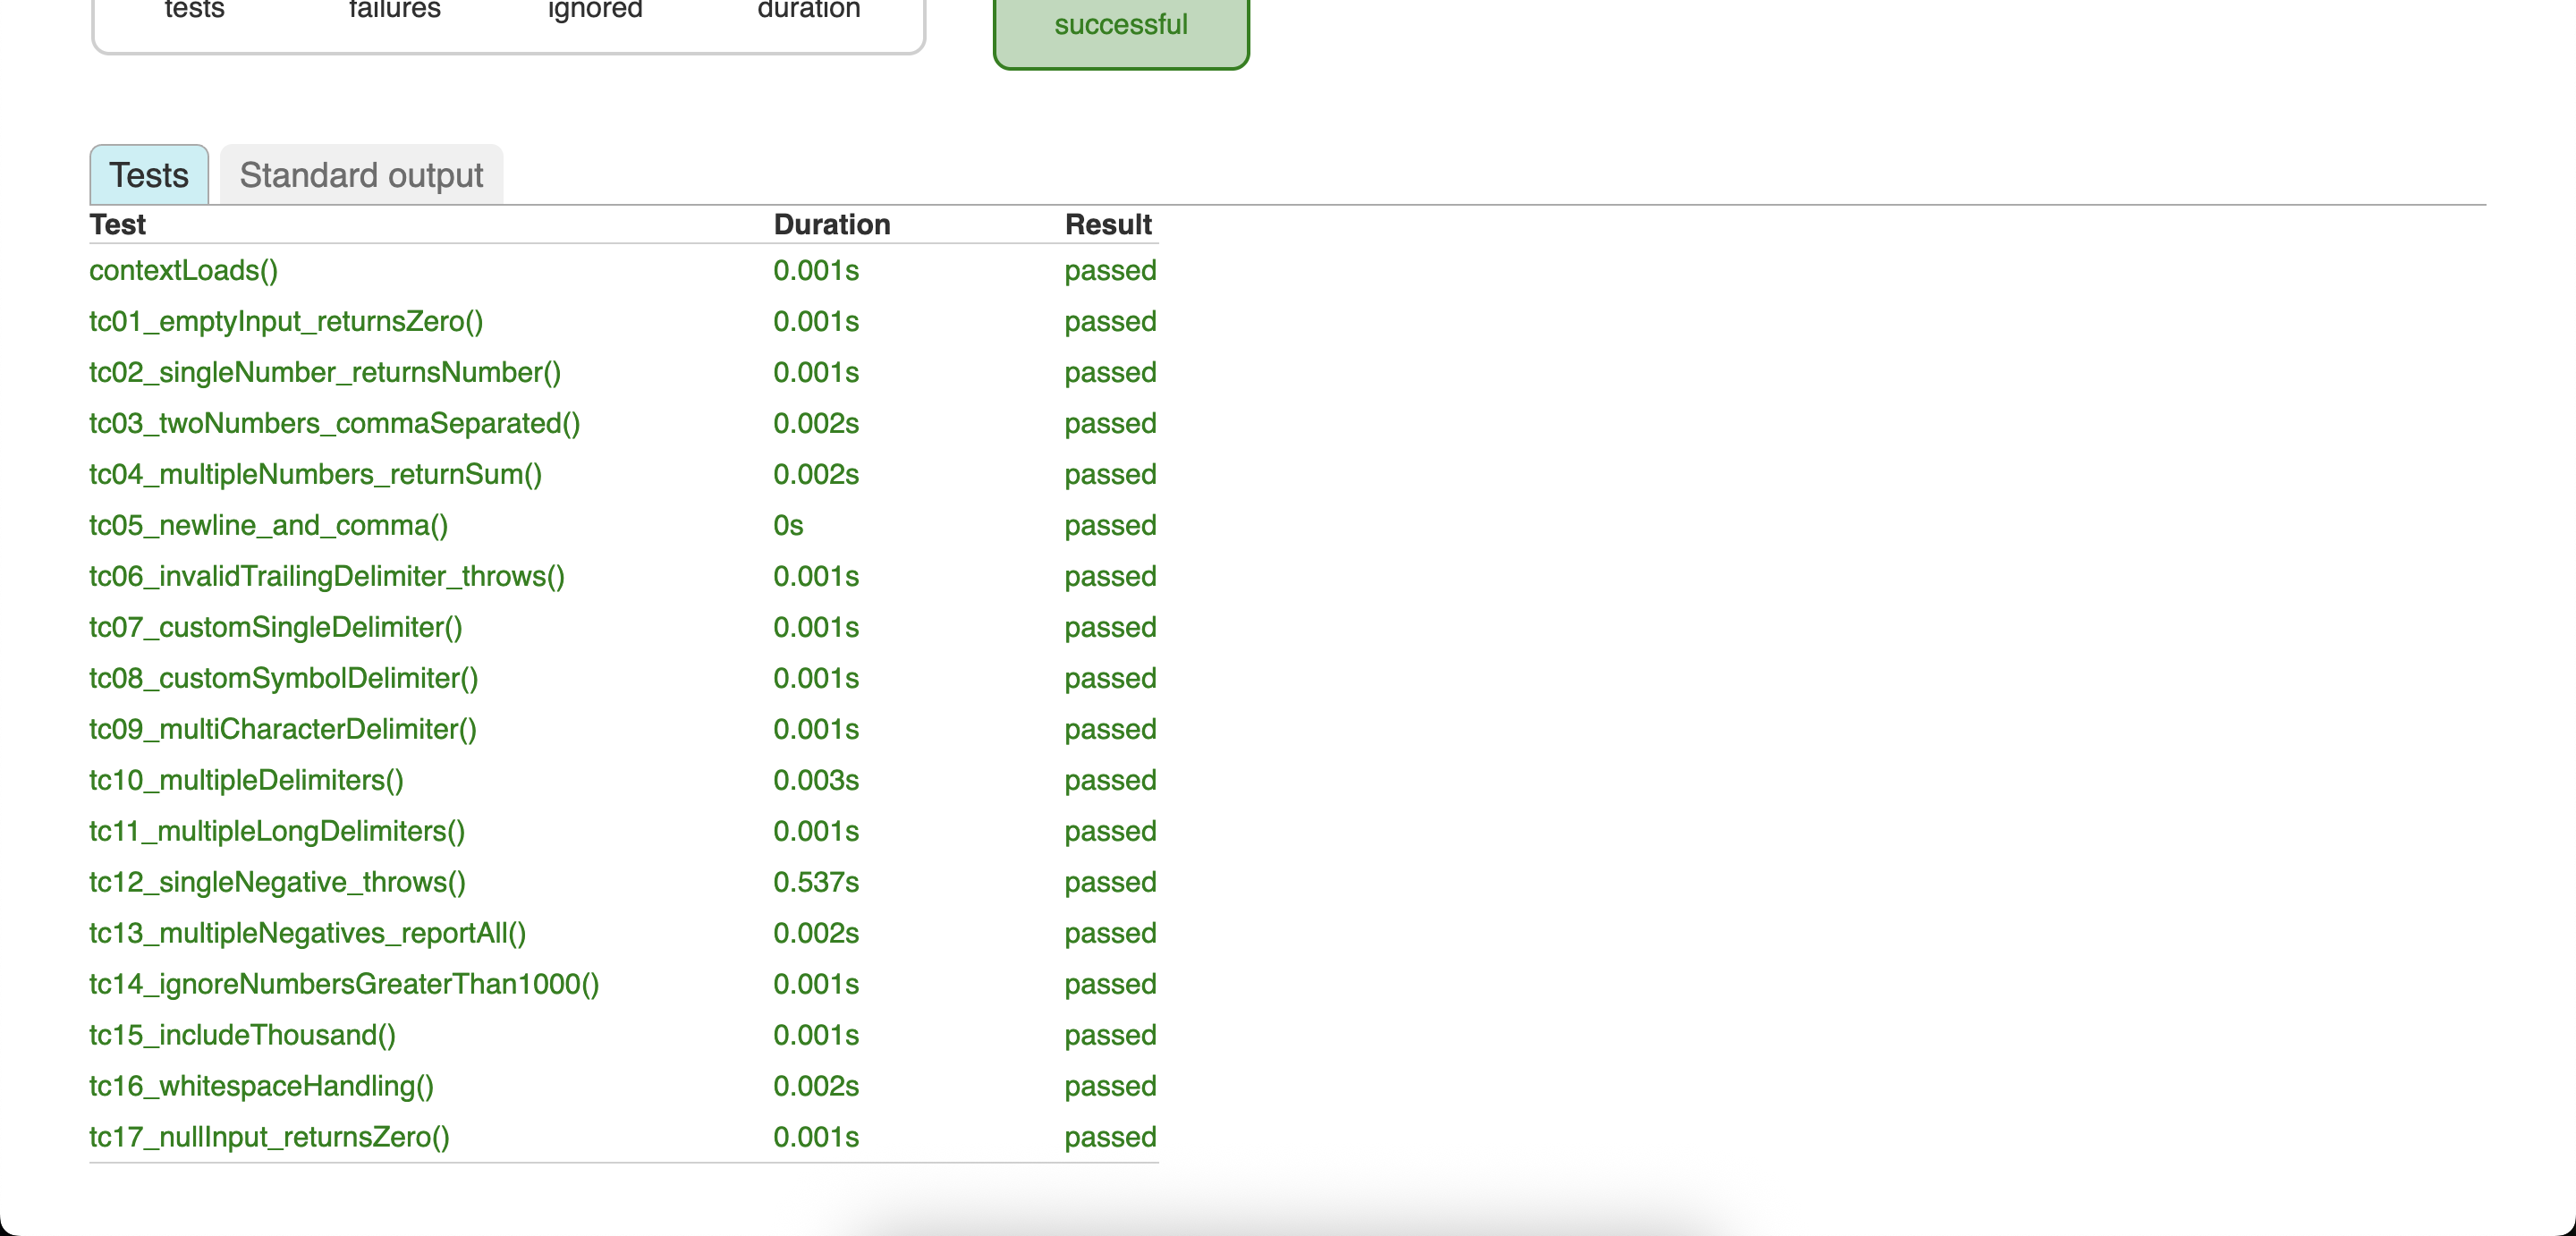 tests failures ignored duration
successful
Tests Standard output
Test Duration Result
contextLoads() 0.001s passed
tc01_emptyInput_returnsZero() 0.001s passed
tc02_singleNumber_returnsNumber() 0.001s passed
tc03_twoNumbers_commaSeparated() 0.002s passed
tc04_multipleNumbers_returnSum() 0.002s passed
tc05_newline_and_comma() 0s passed
tc06_invalidTrailingDelimiter_throws() 0.001s passed
tc07_customSingleDelimiter() 0.001s passed
tc08_customSymbolDelimiter() 0.001s passed
tc09_multiCharacterDelimiter() 0.001s passed
tc10_multipleDelimiters() 0.003s passed
tc11_multipleLongDelimiters() 0.001s passed
tc12_singleNegative_throws() 0.537s passed
tc13_multipleNegatives_reportAll() 0.002s passed
tc14_ignoreNumbersGreaterThan1000() 0.001s passed
tc15_includeThousand() 0.001s passed
tc16_whitespaceHandling() 0.002s passed
tc17_nullInput_returnsZero() 0.001s passed